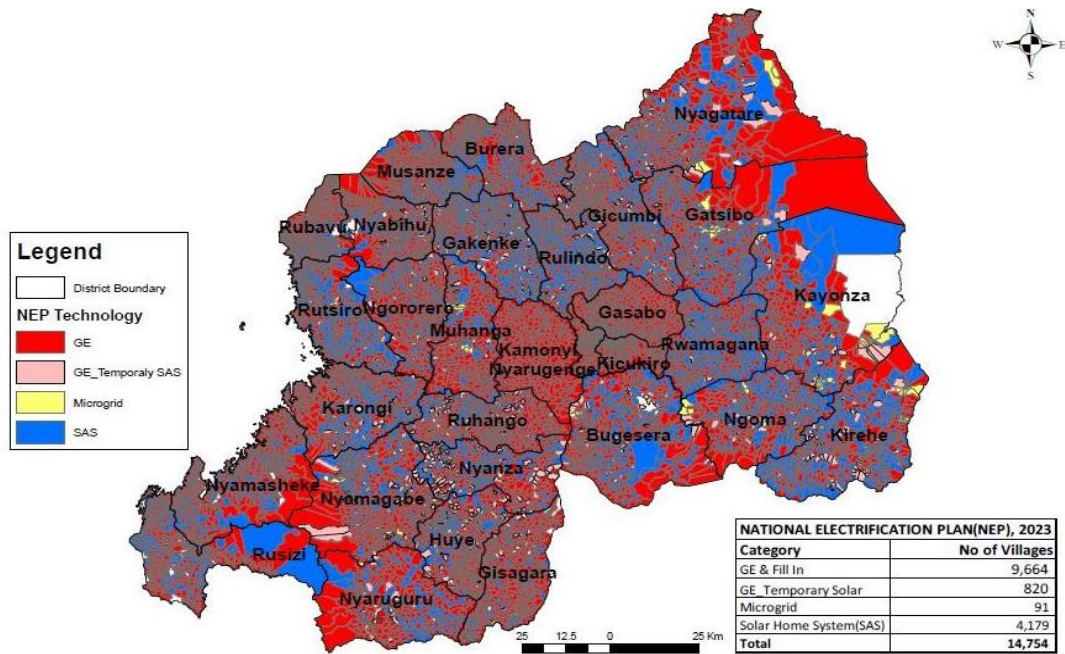 N
W E
S
Nyagatare
Burera
Musanze
Gicumbi
Gatsibo
Rubavu
Nyabihu
Gakenke
Rulindo
Legend
District Boundary
NEP Technology
GE
GE_Temporaly SAS
Microgrid
SAS
Kayonza
Rutsiro
Ngororero
Gasabo
Muhanga
Rwamagana
Kamonyi
Kicukiro
Nyarugenge
Karongi
Ruhango
Ngoma
Bugesera
Kirehe
Nyanza
Nyamasheke
Nyamagabe
Huye
Rusizi
Gisagara
Nyaruguru
25 12.5 0 25 Km
NATIONAL ELECTRIFICATION PLAN(NEP), 2023
Category No of Villages
GE & Fill In 9,664
GE_Temporary Solar 820
Microgrid 91
Solar Home System(SAS) 4,179
Total 14,754